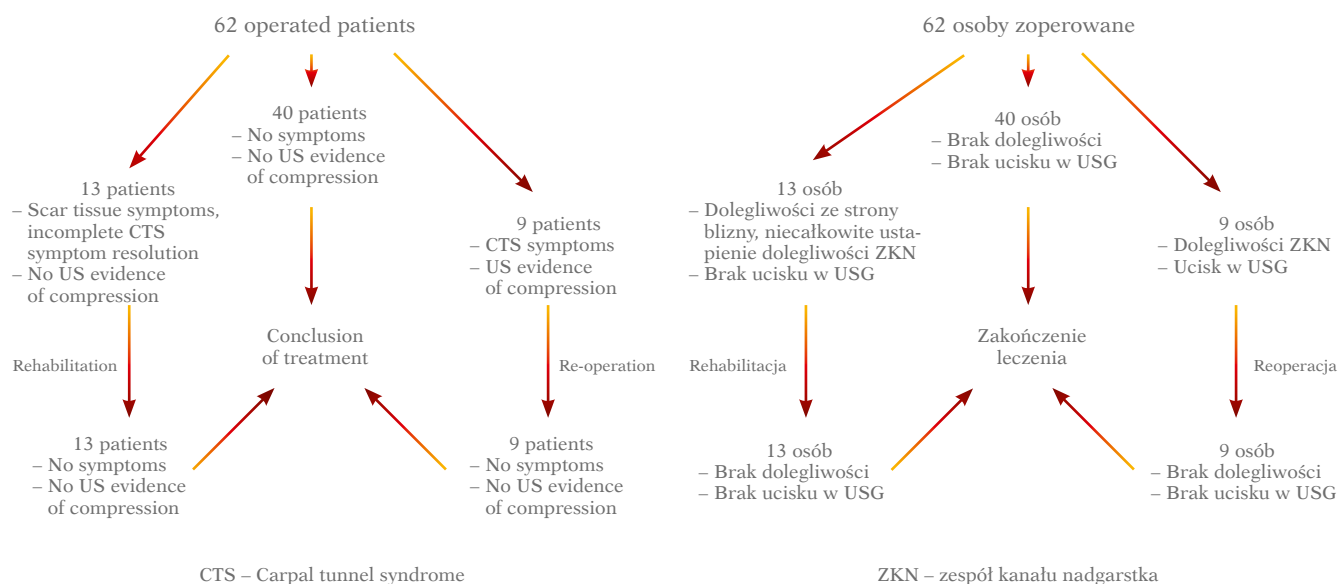 62 operated patients
40 patients
– No symptoms
– No US evidence
of compression
13 patients
– Scar tissue symptoms,
incomplete CTS
symptom resolution
– No US evidence
of compression
9 patients
– CTS symptoms
– US evidence
of compression
Rehabilitation
Conclusion
of treatment
Re-operation
13 patients
– No symptoms
– No US evidence
of compression
9 patients
– No symptoms
– No US evidence
of compression
CTS – Carpal tunnel syndrome
62 osoby zoperowane
40 osób
– Brak dolegliwości
– Brak ucisku w USG
13 osób
– Dolegliwości ze strony
blizny, niecałkowite ustą-
pienie dolegliwości ZKN
– Brak ucisku w USG
9 osób
– Dolegliwości ZKN
– Ucisk w USG
Rehabilitacja
Zakończenie
leczenia
Reoperacja
13 osób
– Brak dolegliwości
– Brak ucisku w USG
9 osób
– Brak dolegliwości
– Brak ucisku w USG
ZKN – zespół kanału nadgarstka